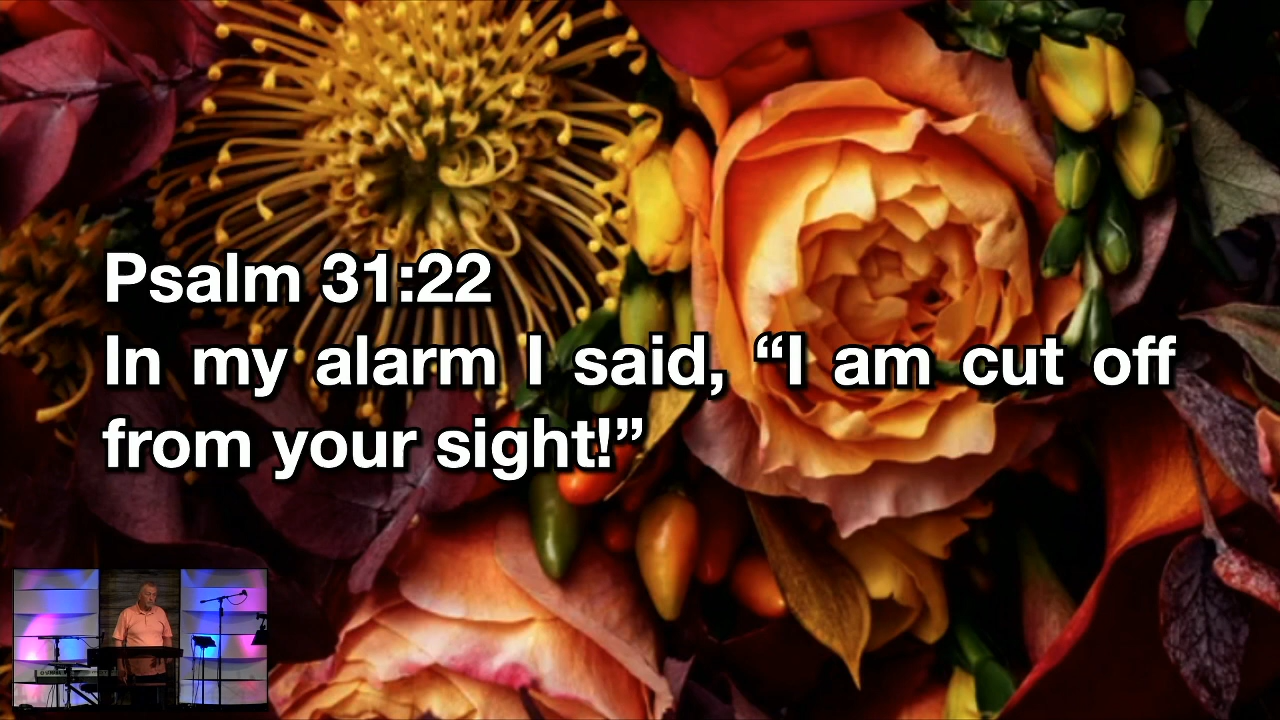 Psalm 31:22
In my alarm I said, “I am cut off
from your sight!”